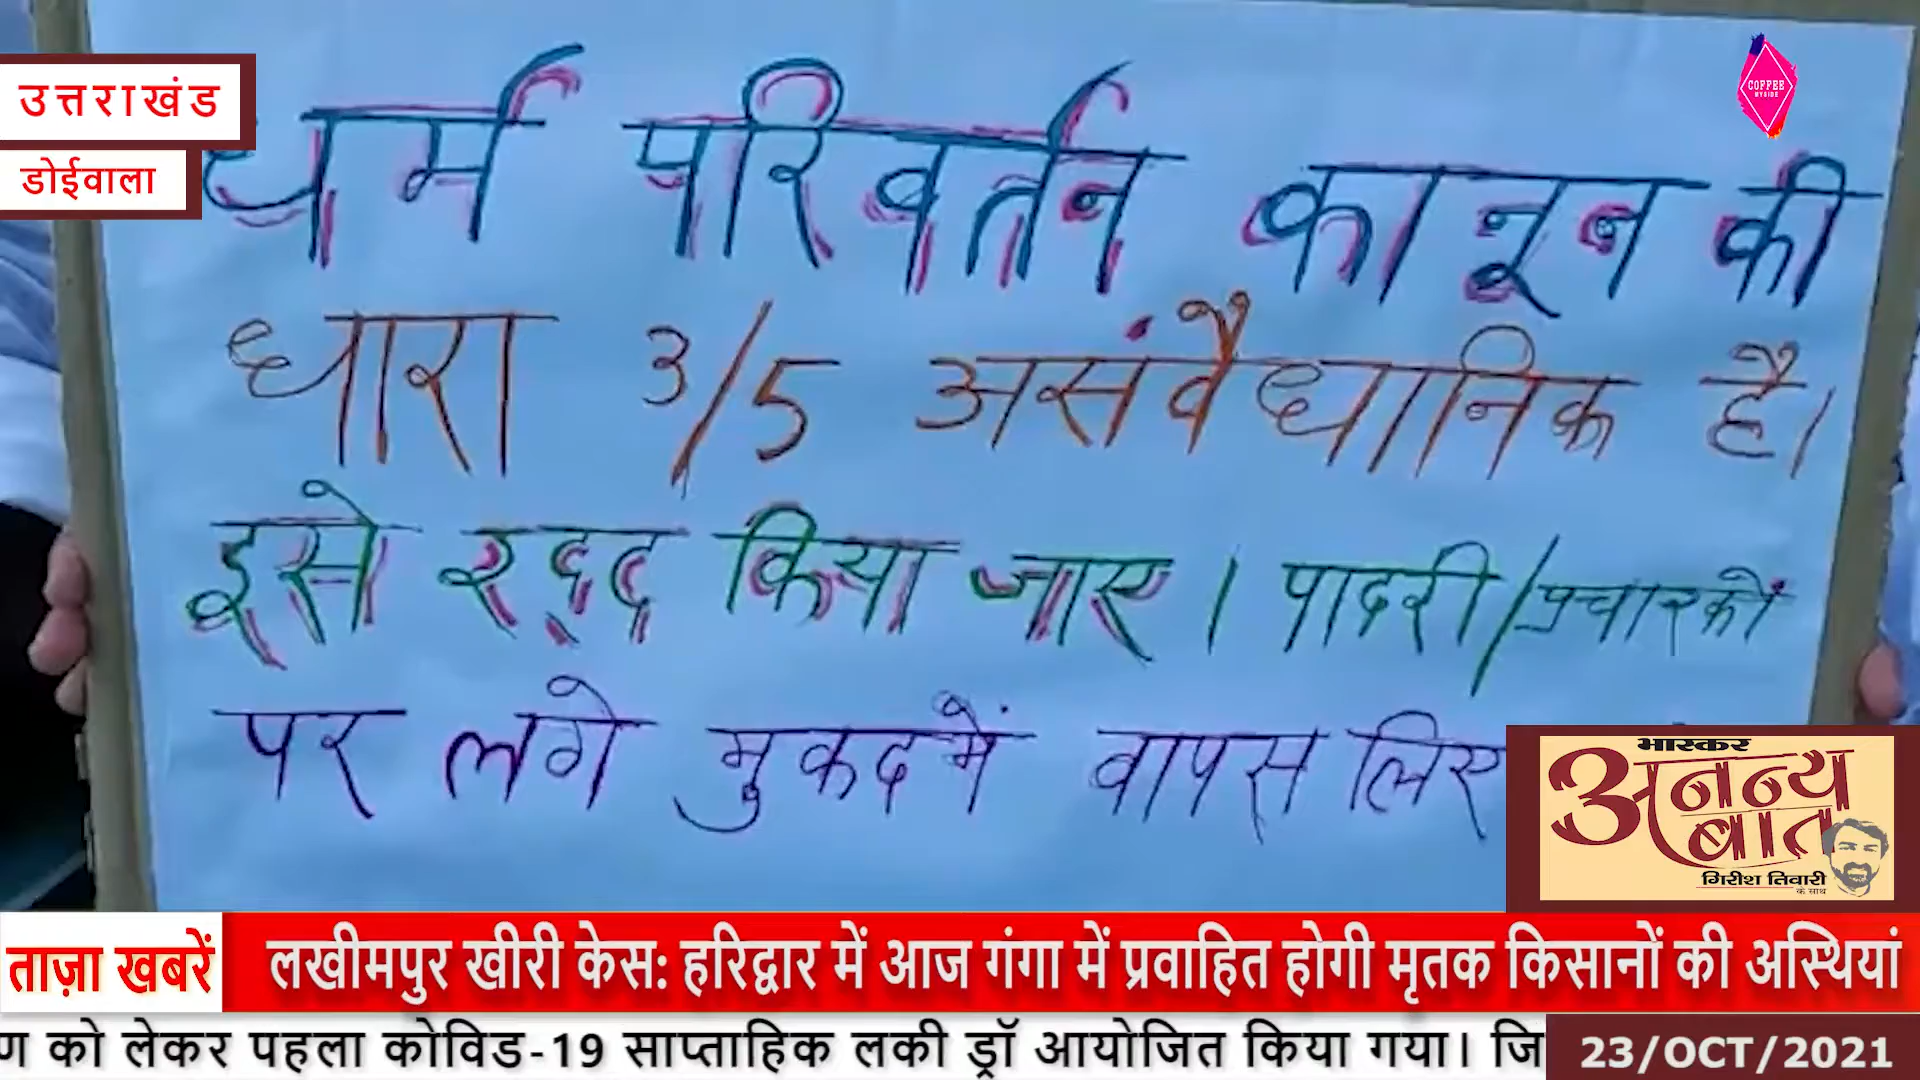 उत्तराखंड
डोईवाला
COFFEE
धर्म परिवर्तन कानून की
धारा 3/5 असंवैधानिक है।
इसे रद्द किया जाए। पादरी/प्रचारकों
पर लगे मुकदमें वापस लिए
भास्कर
अनन्य
बात
गिरीश तिवारी
के साथ
ताज़ा खबरें
लखीमपुर खीरी केस: हरिद्वार में आज गंगा में प्रवाहित होगी मृतक किसानों की अस्थियां
ण को लेकर पहला कोविड-19 साप्ताहिक लकी ड्रॉ आयोजित किया गया। जि
23/OCT/2021